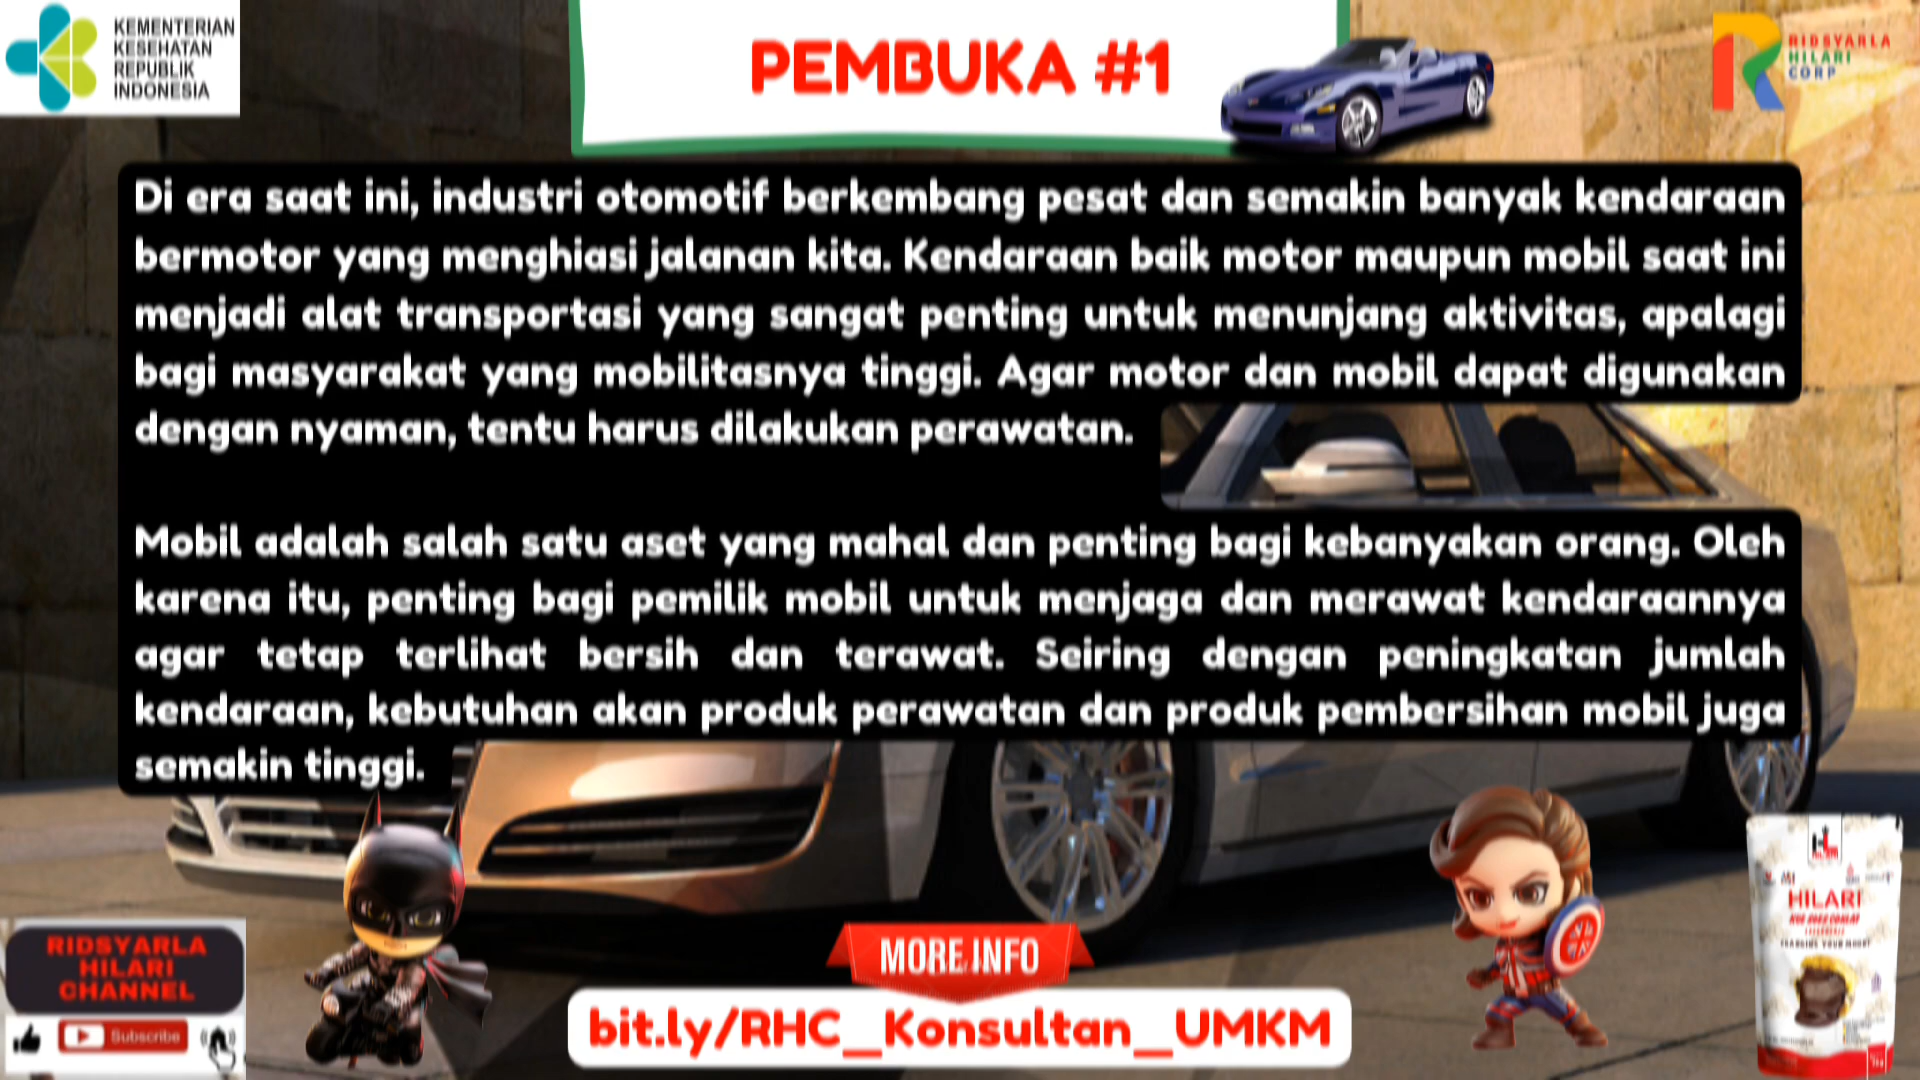 KEMENTERIAN
KESEHATAN
REPUBLIK
INDONESIA
PEMBUKA #1
RIDSYARLA
HILARI
CORP
Di era saat ini, industri otomotif berkembang pesat dan semakin banyak kendaraan
bermotor yang menghiasi jalanan kita. Kendaraan baik motor maupun mobil saat ini
menjadi alat transportasi yang sangat penting untuk menunjang aktivitas, apalagi
bagi masyarakat yang mobilitasnya tinggi. Agar motor dan mobil dapat digunakan
dengan nyaman, tentu harus dilakukan perawatan.
Mobil adalah salah satu aset yang mahal dan penting bagi kebanyakan orang. Oleh
karena itu, penting bagi pemilik mobil untuk menjaga dan merawat kendaraannya
agar tetap terlihat bersih dan terawat. Seiring dengan peningkatan jumlah
kendaraan, kebutuhan akan produk perawatan dan produk pembersihan mobil juga
semakin tinggi.
RIDSYARLA
HILARI
CHANNEL
Subscribe
MORE INFO
bit.ly/RHC_Konsultan_UMKM
HILARI